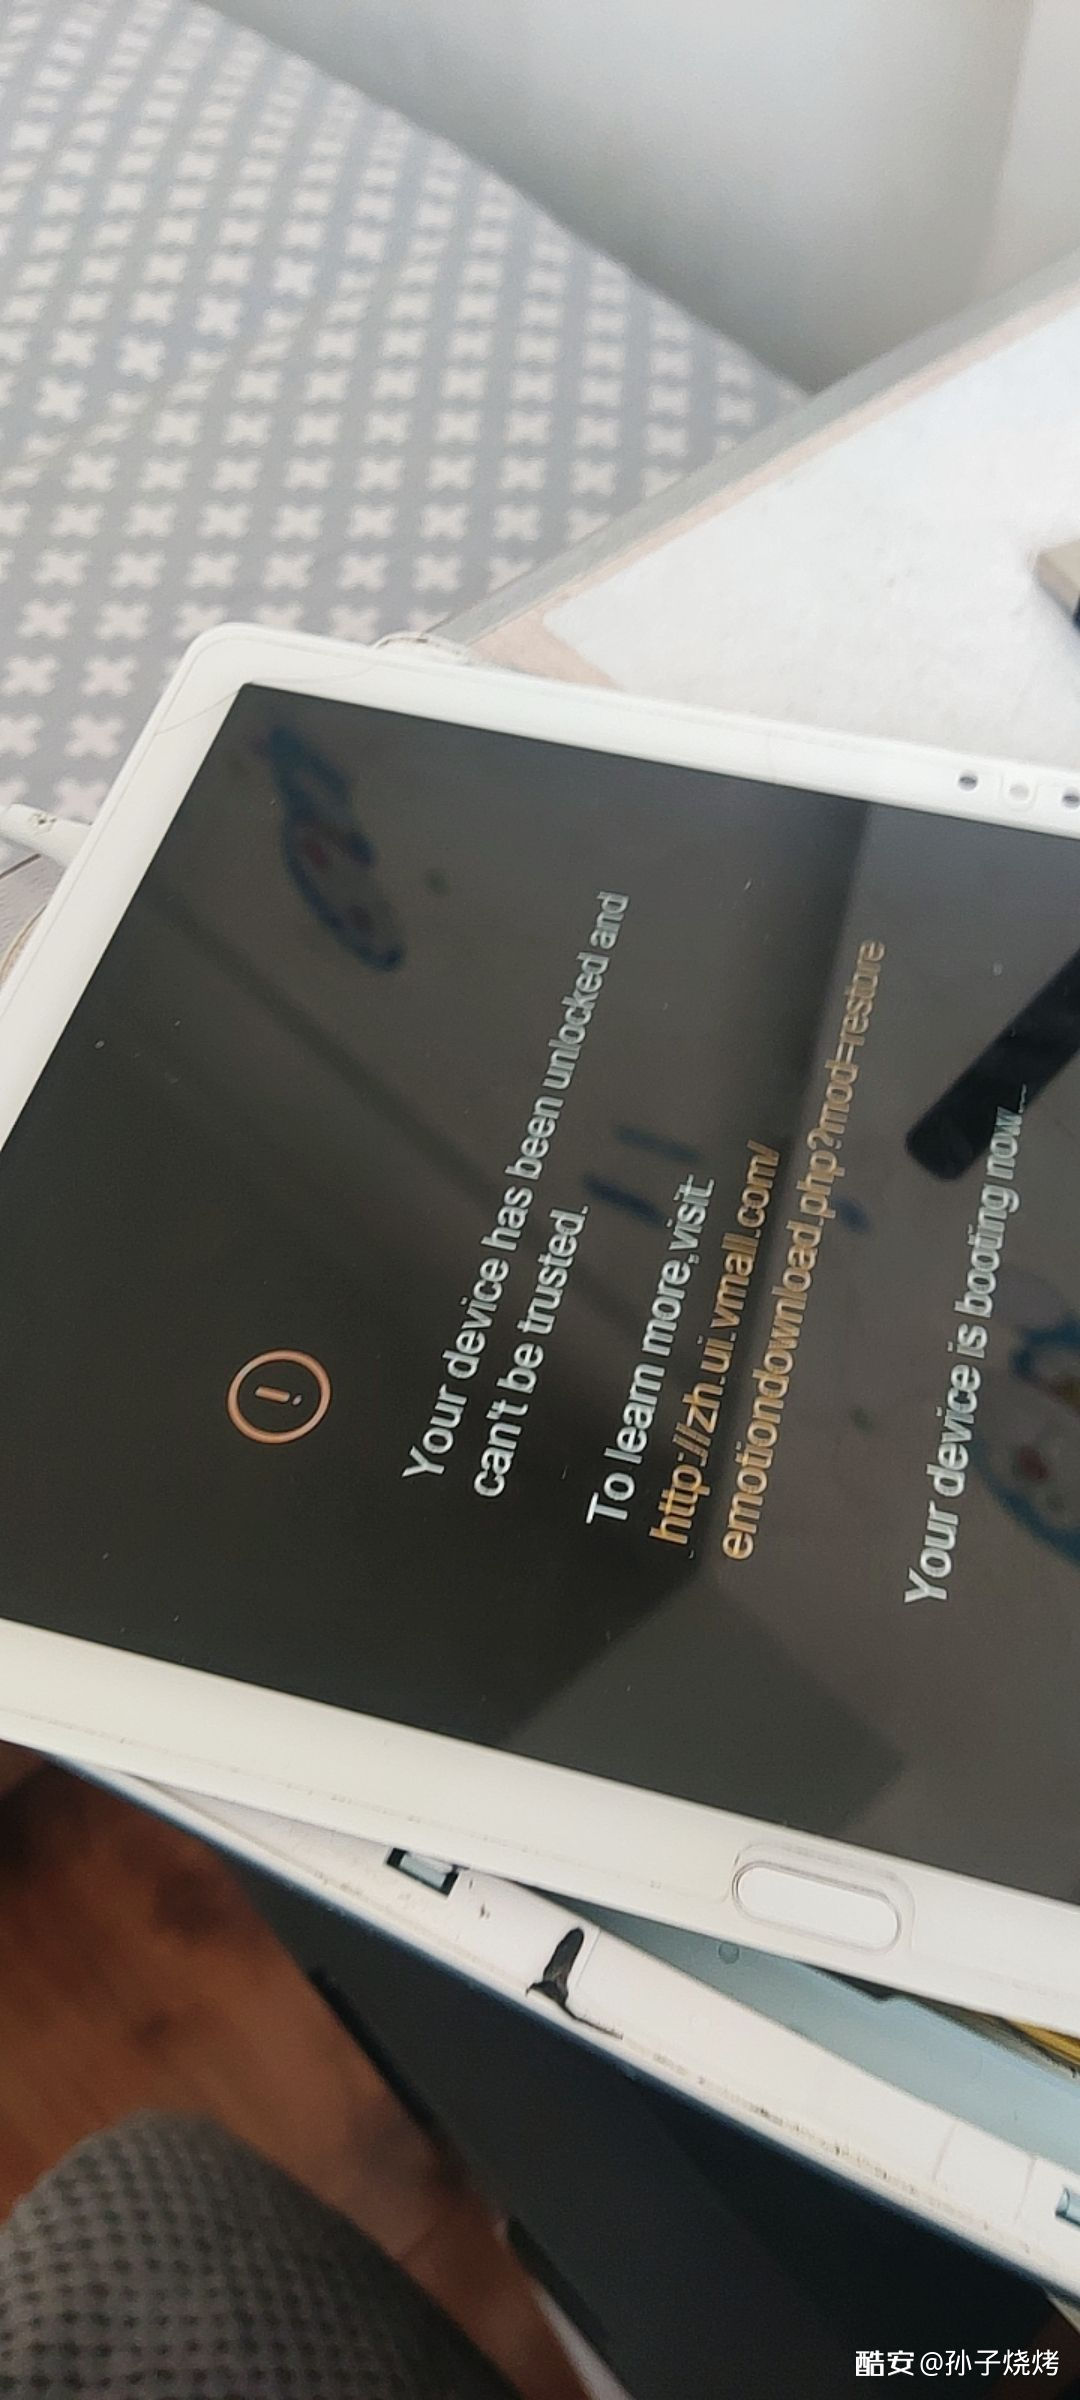 Your device has been unlocked and
can't be trusted.
To learn more, visit:
http://zh.ui.vmall.com/
emotiondownload.php?mod=restore
Your device is booting now...
酷安@孙子烧烤